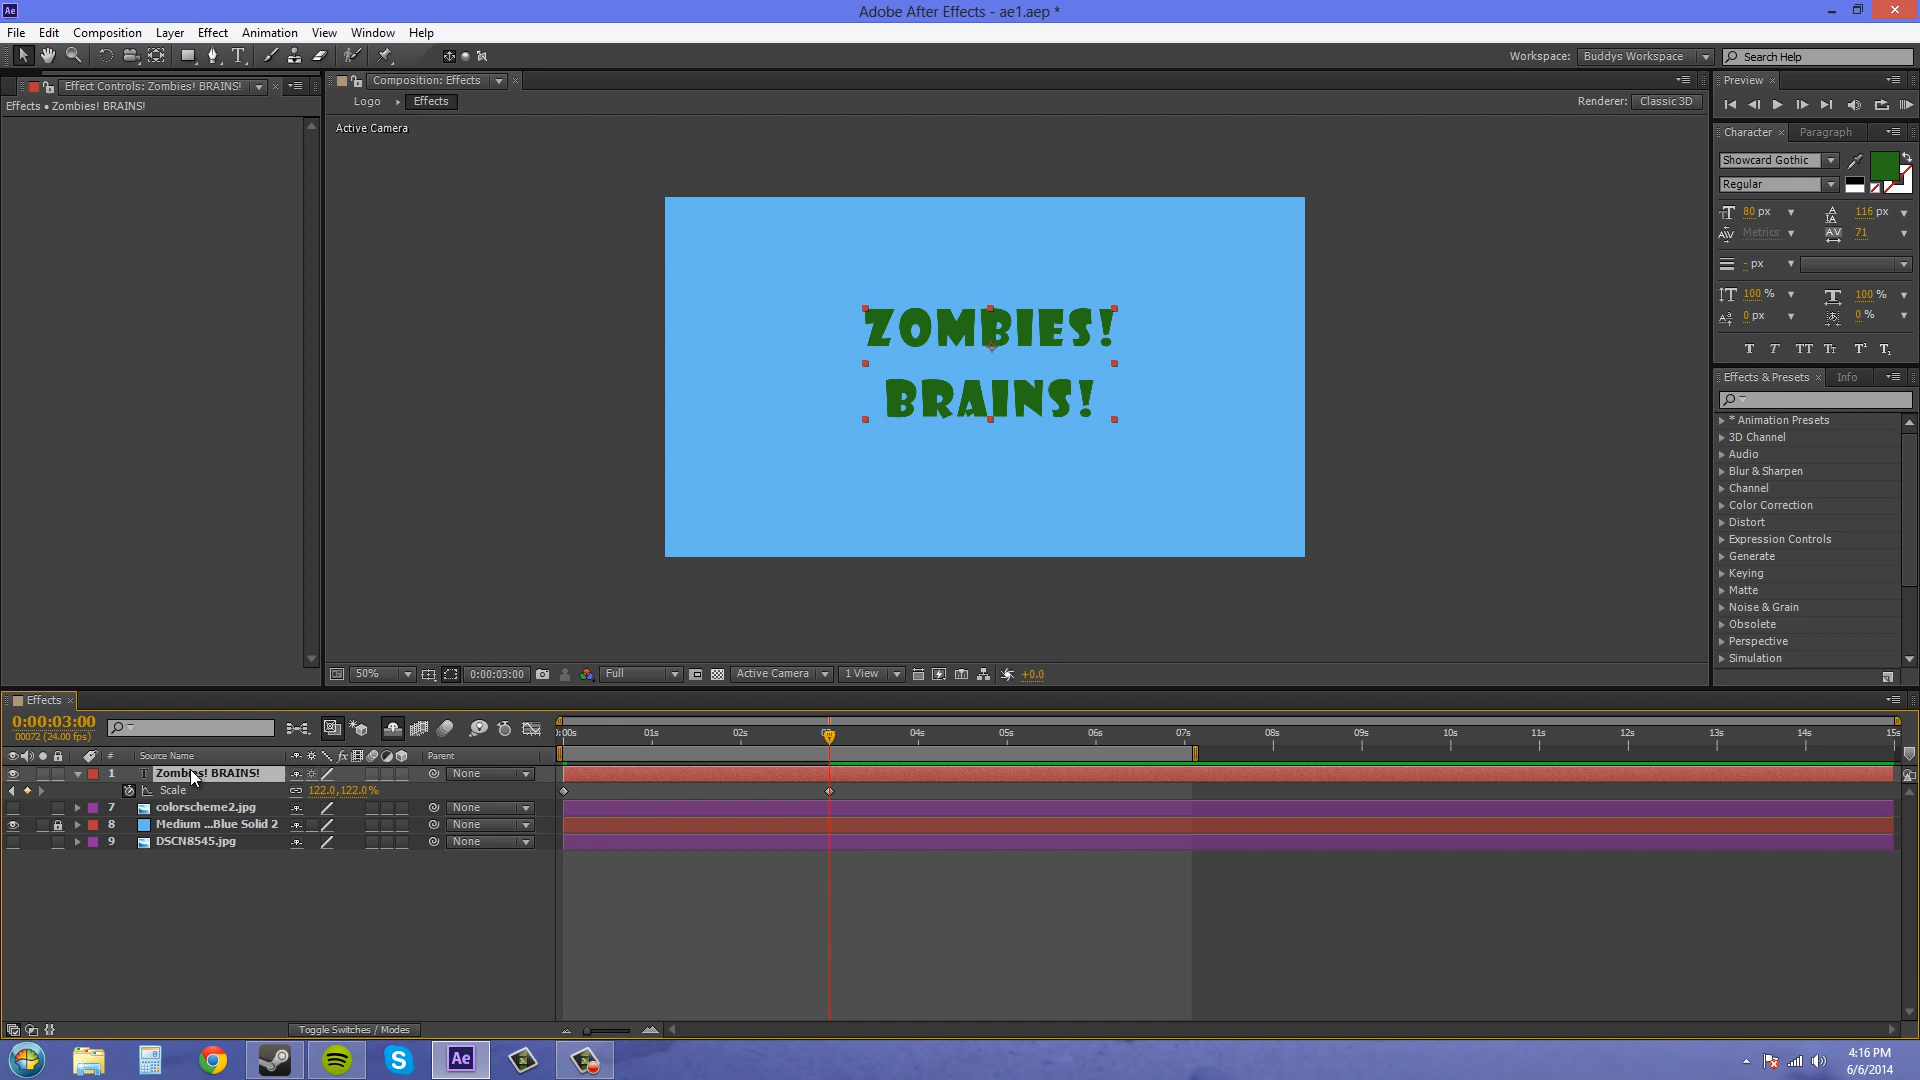 Ae
Adobe After Effects - ae1.aep *
File Edit Composition Layer Effect Animation View Window Help
Workspace: Buddys Workspace Search Help
Effect Controls: Zombies! BRAINS!
Effects • Zombies! BRAINS!
Composition: Effects
Logo Effects
Renderer: Classic 3D
Active Camera
ZOMBIES!
BRAINS!
50% 0:00:03:00 Full Active Camera 1 View +0.0
Preview
Character Paragraph
Showcard Gothic
Regular
80 px 116 px
Metrics 71
- px
100 % 100 %
0 px 0 %
Effects & Presets Info
* Animation Presets
3D Channel
Audio
Blur & Sharpen
Channel
Color Correction
Distort
Expression Controls
Generate
Keying
Matte
Noise & Grain
Obsolete
Perspective
Simulation
Effects
0:00:03:00
00072 (24.00 fps)
):00s 01s 02s 04s 05s 06s 07s 08s 09s 10s 11s 12s 13s 14s 15s
# Source Name Parent
1 T Zombies! BRAINS! None
Scale 122.0,122.0%
7 colorscheme2.jpg None
8 Medium ...Blue Solid 2 None
9 DSCN8545.jpg None
Toggle Switches / Modes
Ae
4:16 PM
6/6/2014